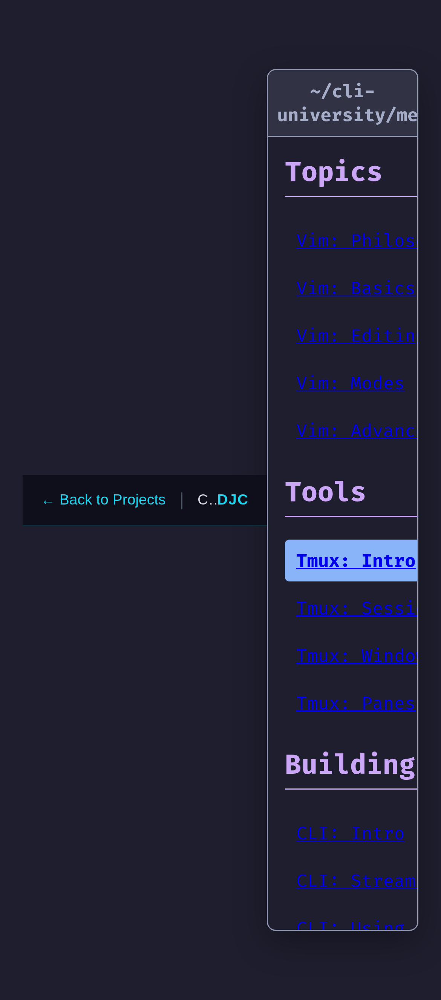 ~/cli-
university/me
Topics
Vim: Philos
Vim: Basics
Vim: Editin
Vim: Modes
Vim: Advanc
← Back to Projects | C..DJC
Tools
Tmux: Intro
Tmux: Sessi
Tmux: Windo
Tmux: Panes
Building
CLI: Intro
CLI: Stream
CLI: Using